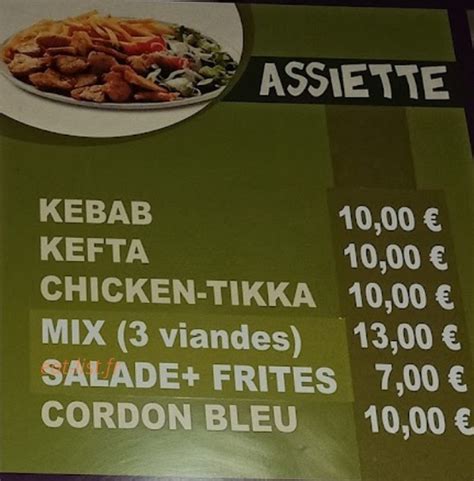 ASSIETTE
KEBAB 10,00 €
KEFTA 10,00 €
CHICKEN-TIKKA 10,00 €
MIX (3 viandes) 13,00 €
SALADE+ FRITES 7,00 €
CORDON BLEU 10,00 €